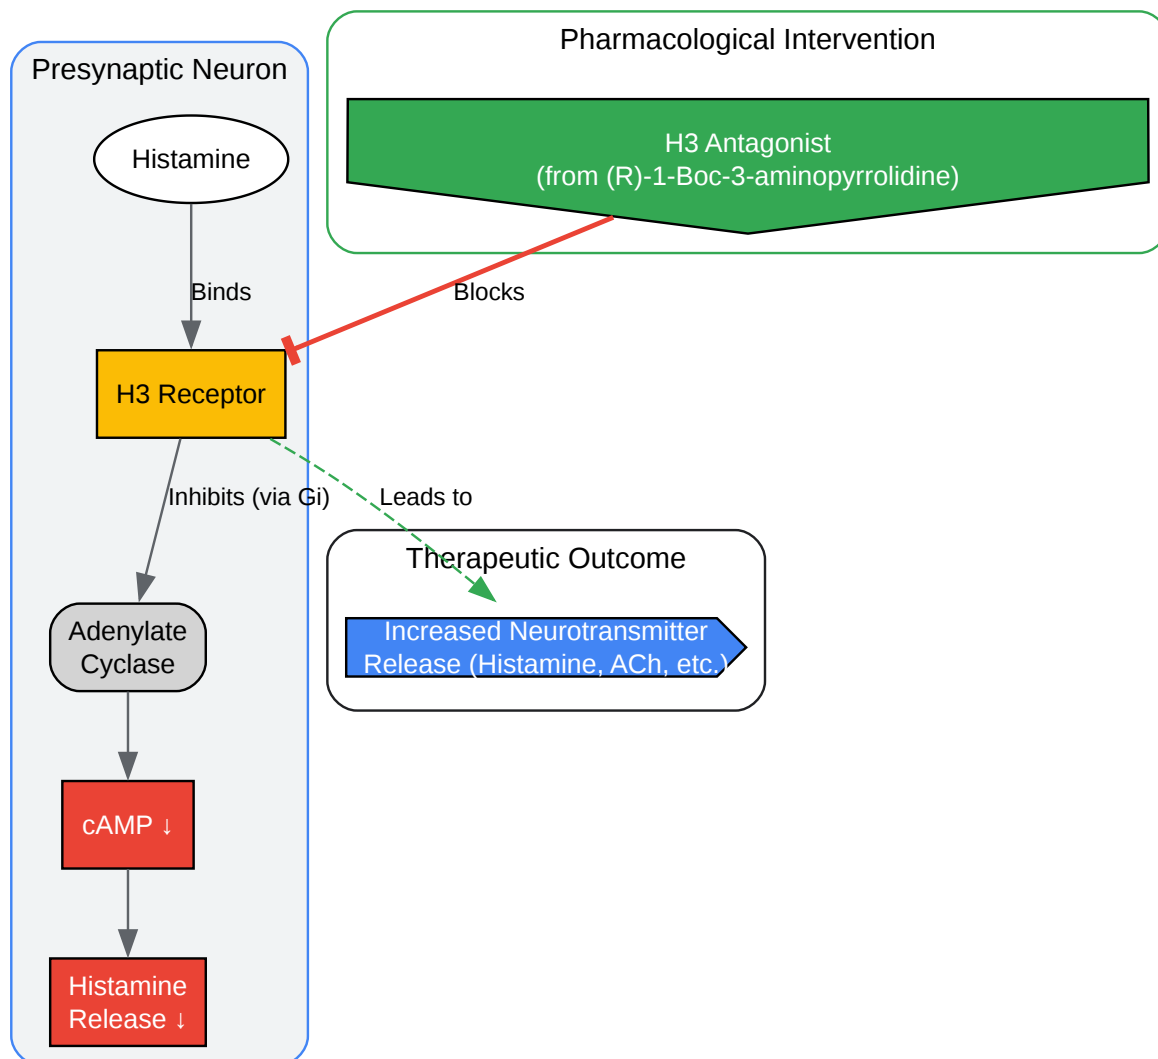 Pharmacological Intervention
Presynaptic Neuron
H3 Antagonist
(from (R)-1-Boc-3-aminopyrrolidine)
Histamine
Binds
Blocks
H3 Receptor
Inhibits (via Gi)
Leads to
Therapeutic Outcome
Adenylate
Cyclase
Increased Neurotransmitter
Release (Histamine, ACh, etc.)
cAMP ↓
Histamine
Release ↓